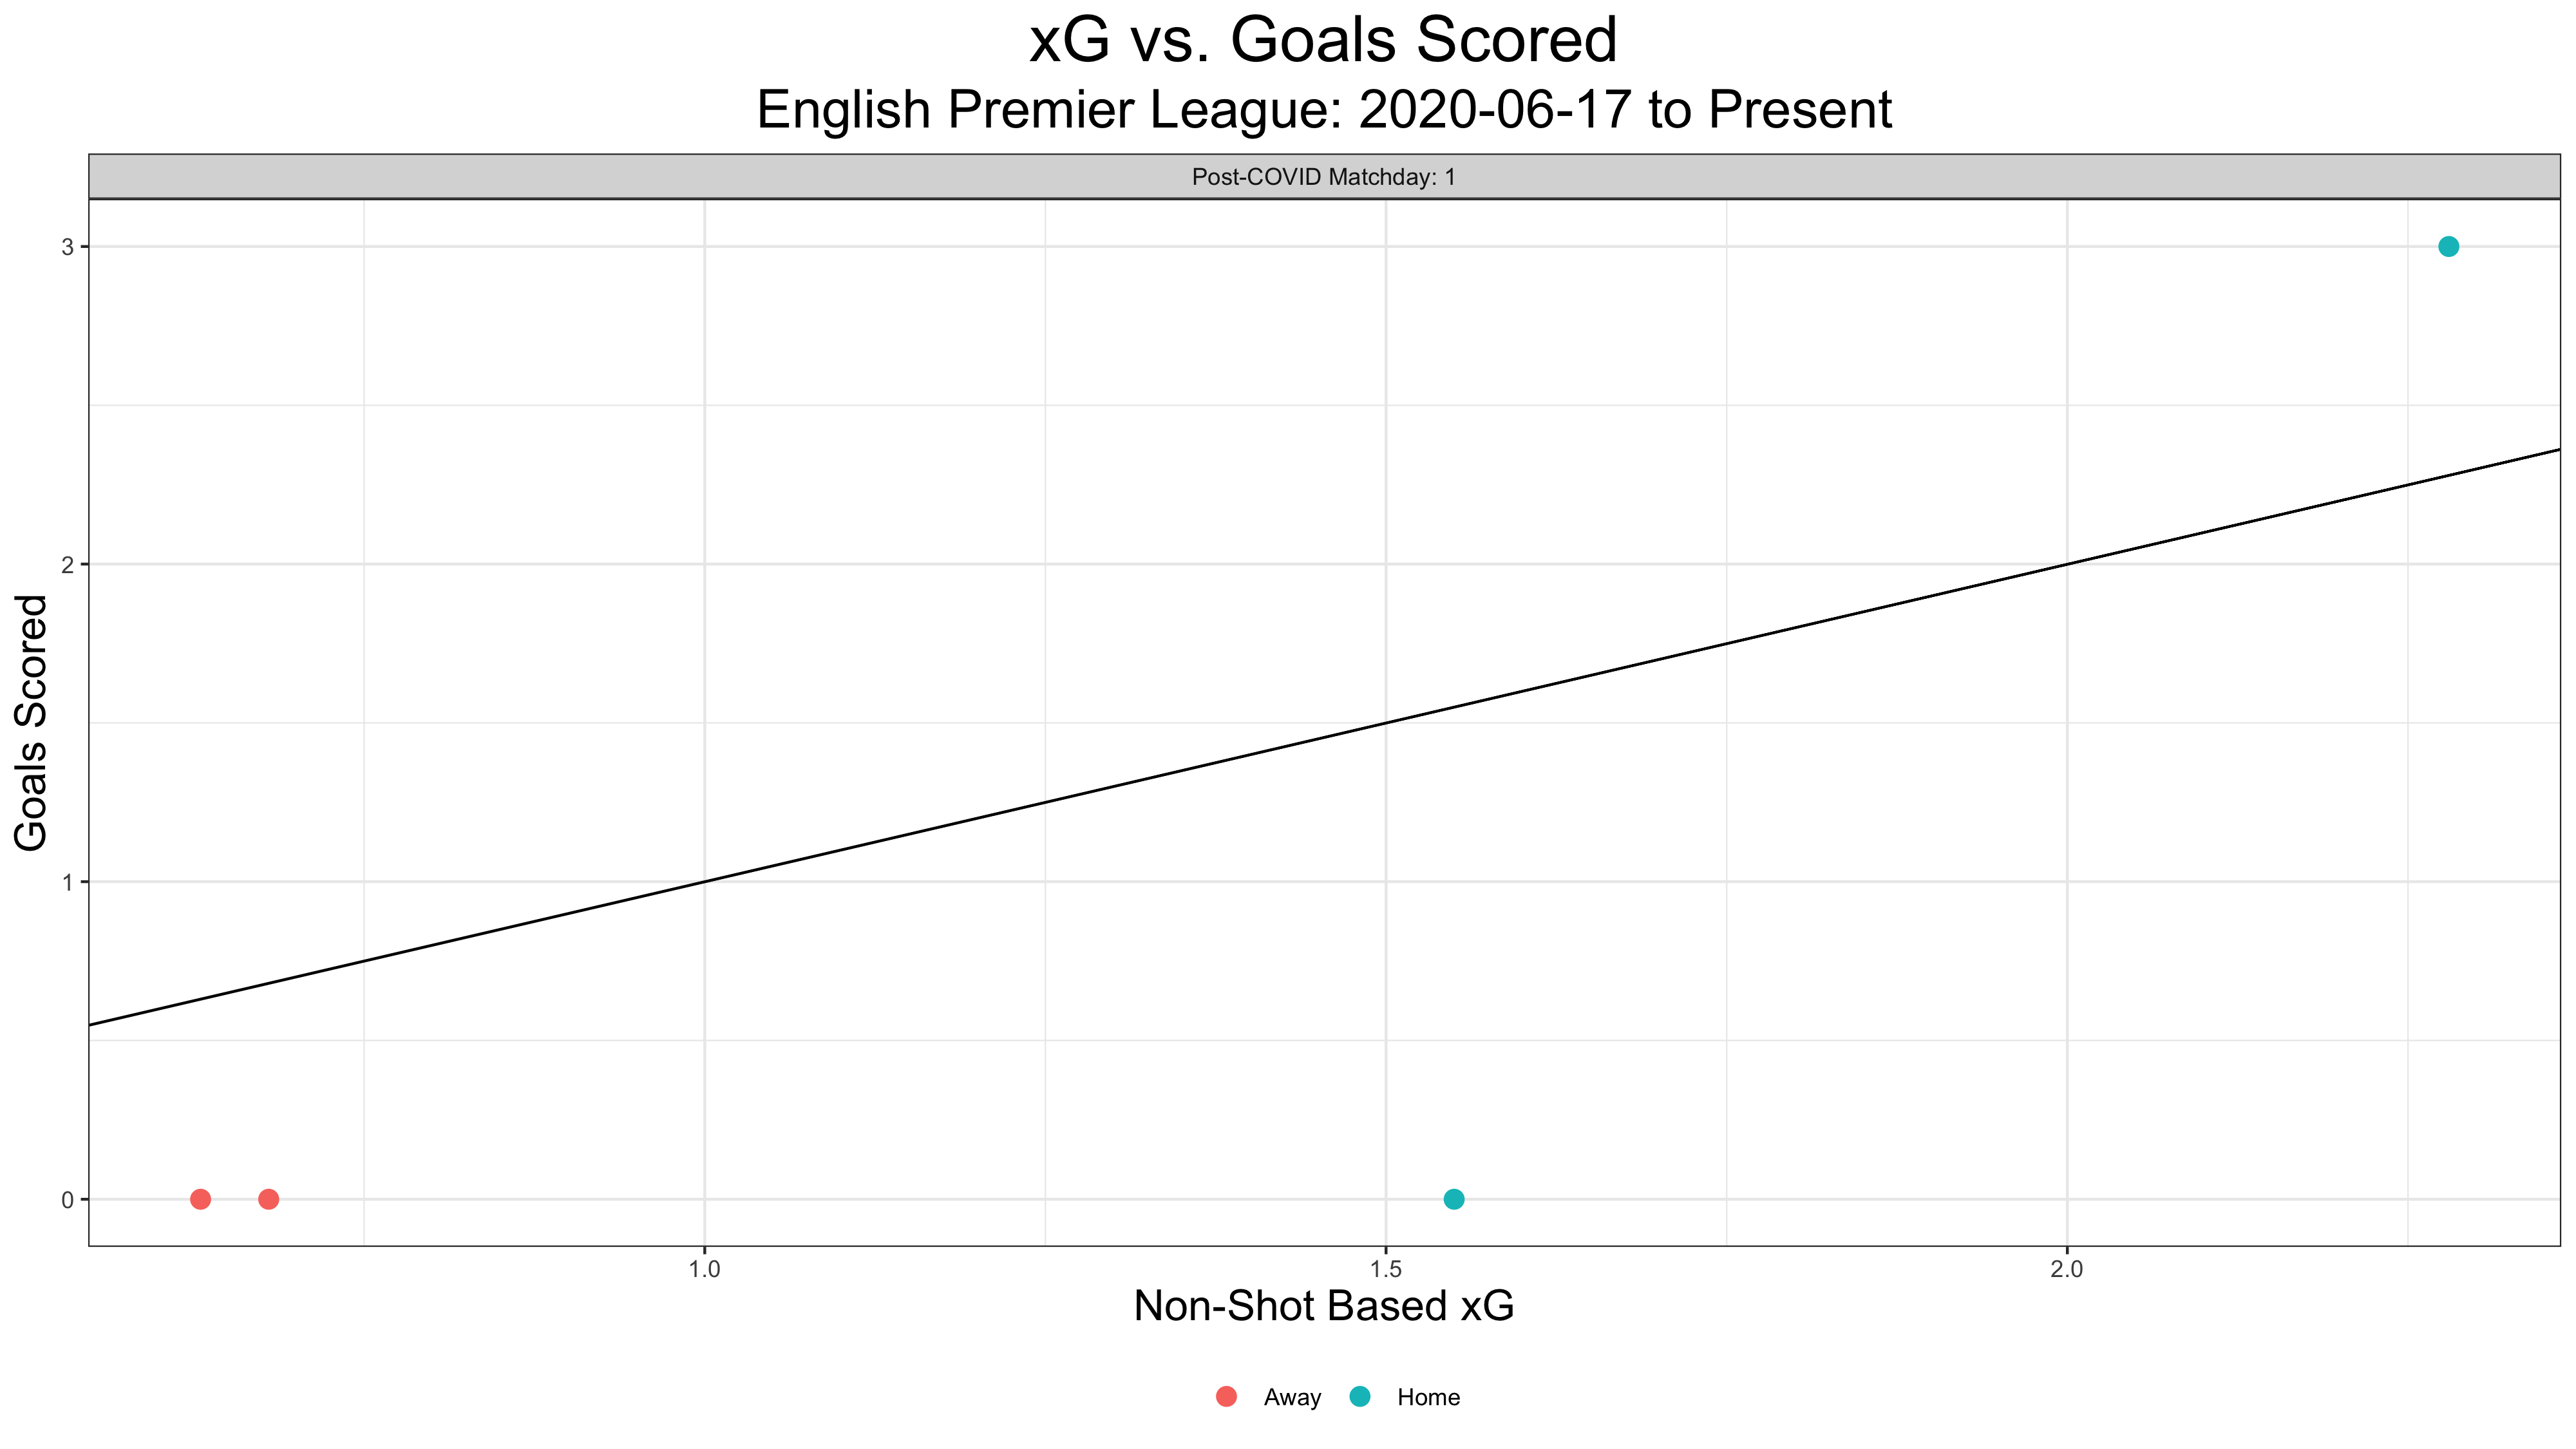 xG vs. Goals Scored
English Premier League: 2020-06-17 to Present
Post-COVID Matchday: 1
3
2
1
0
Goals Scored
1.0
1.5
2.0
Non-Shot Based xG
Away
Home